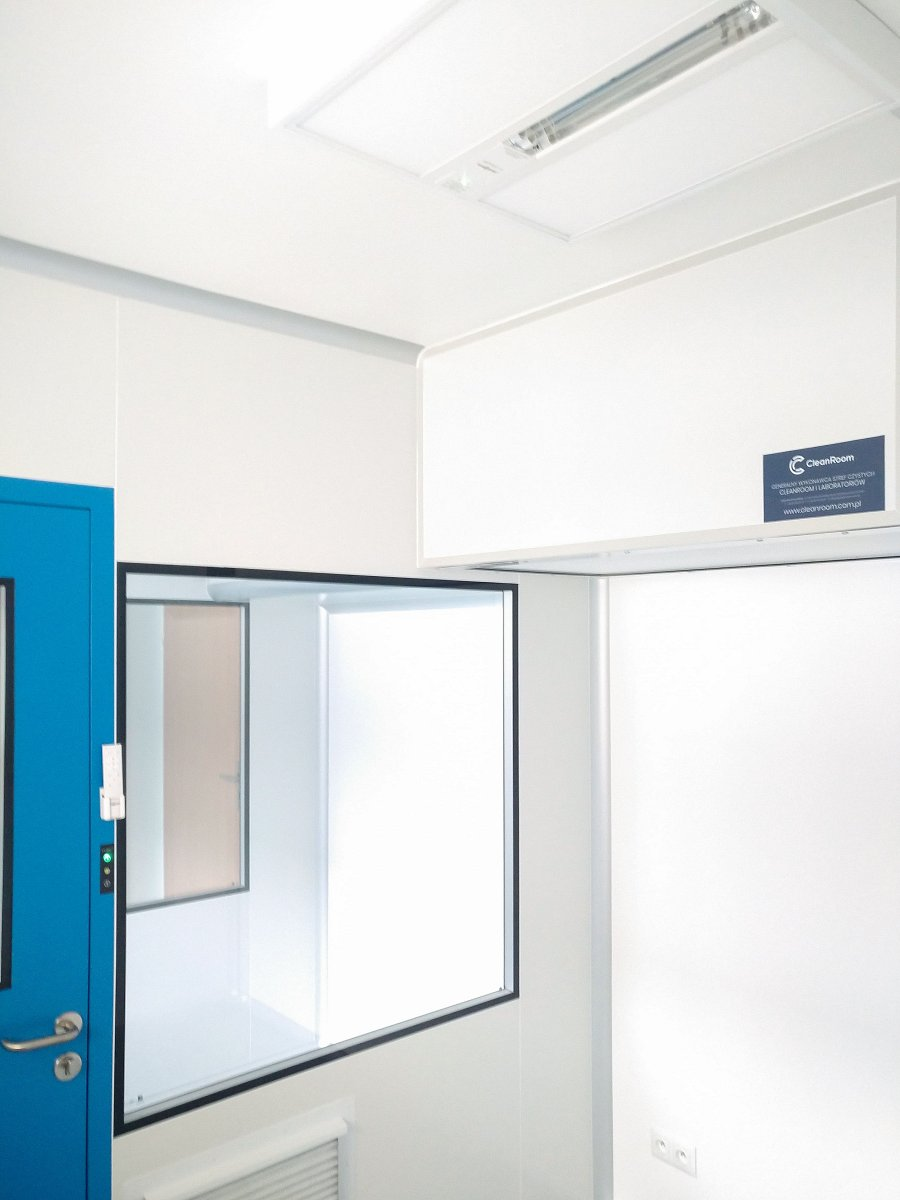 CleanRoom
GENERALNY WYKONAWCA STREF CZYSTYCH
CLEANROOM I LABORATORIÓW
www.cleanroom.com.pl